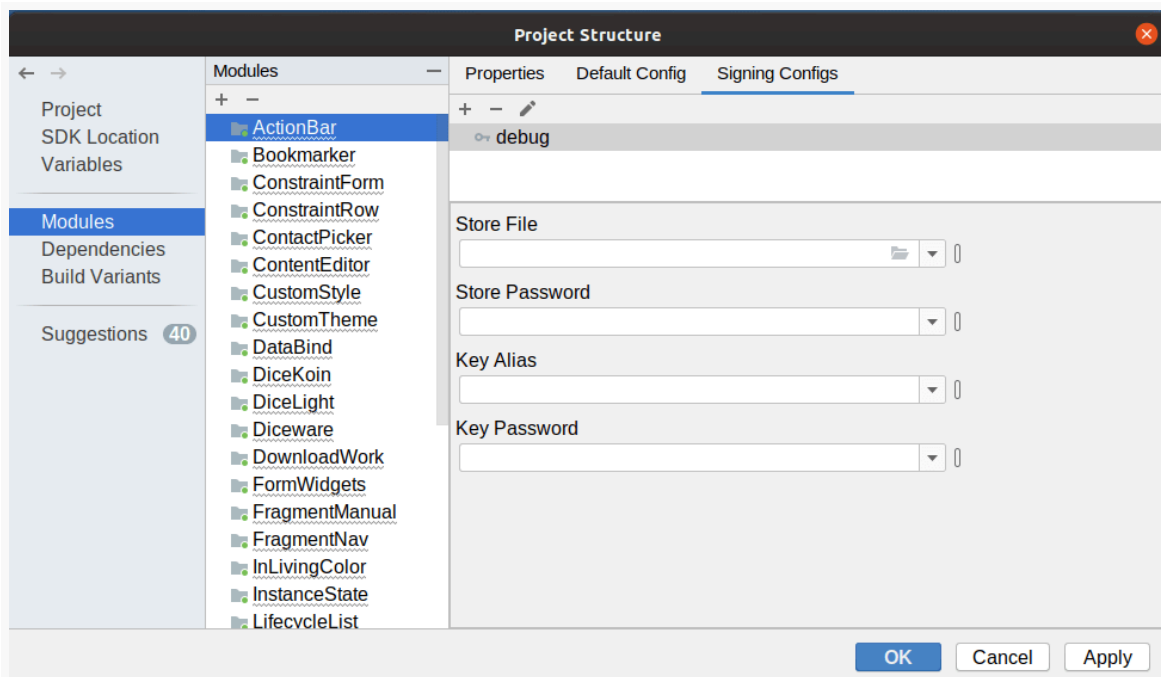 Project Structure
Project
SDK Location
Variables
Modules
Dependencies
Build Variants
Suggestions 40
Modules
ActionBar
Bookmarker
ConstraintForm
ConstraintRow
ContactPicker
ContentEditor
CustomStyle
CustomTheme
DataBind
DiceKoin
DiceLight
Diceware
DownloadWork
FormWidgets
FragmentManual
FragmentNav
InLivingColor
InstanceState
LifecycleList
Properties Default Config Signing Configs
debug
Store File
Store Password
Key Alias
Key Password
OK Cancel Apply